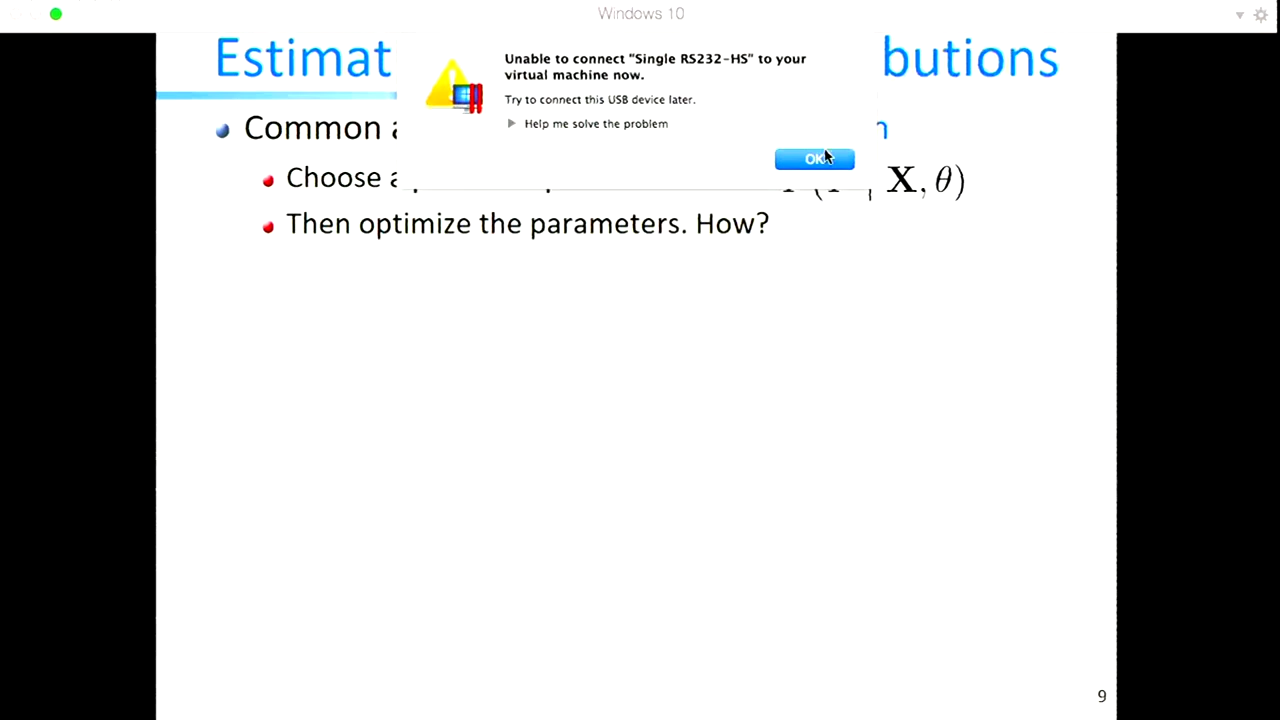 Windows 10
Estimat
butions
Unable to connect "Single RS232-HS" to your
virtual machine now.
Try to connect this USB device later.
Help me solve the problem
OK
Common
Choose
X, θ)
Then optimize the parameters. How?
9